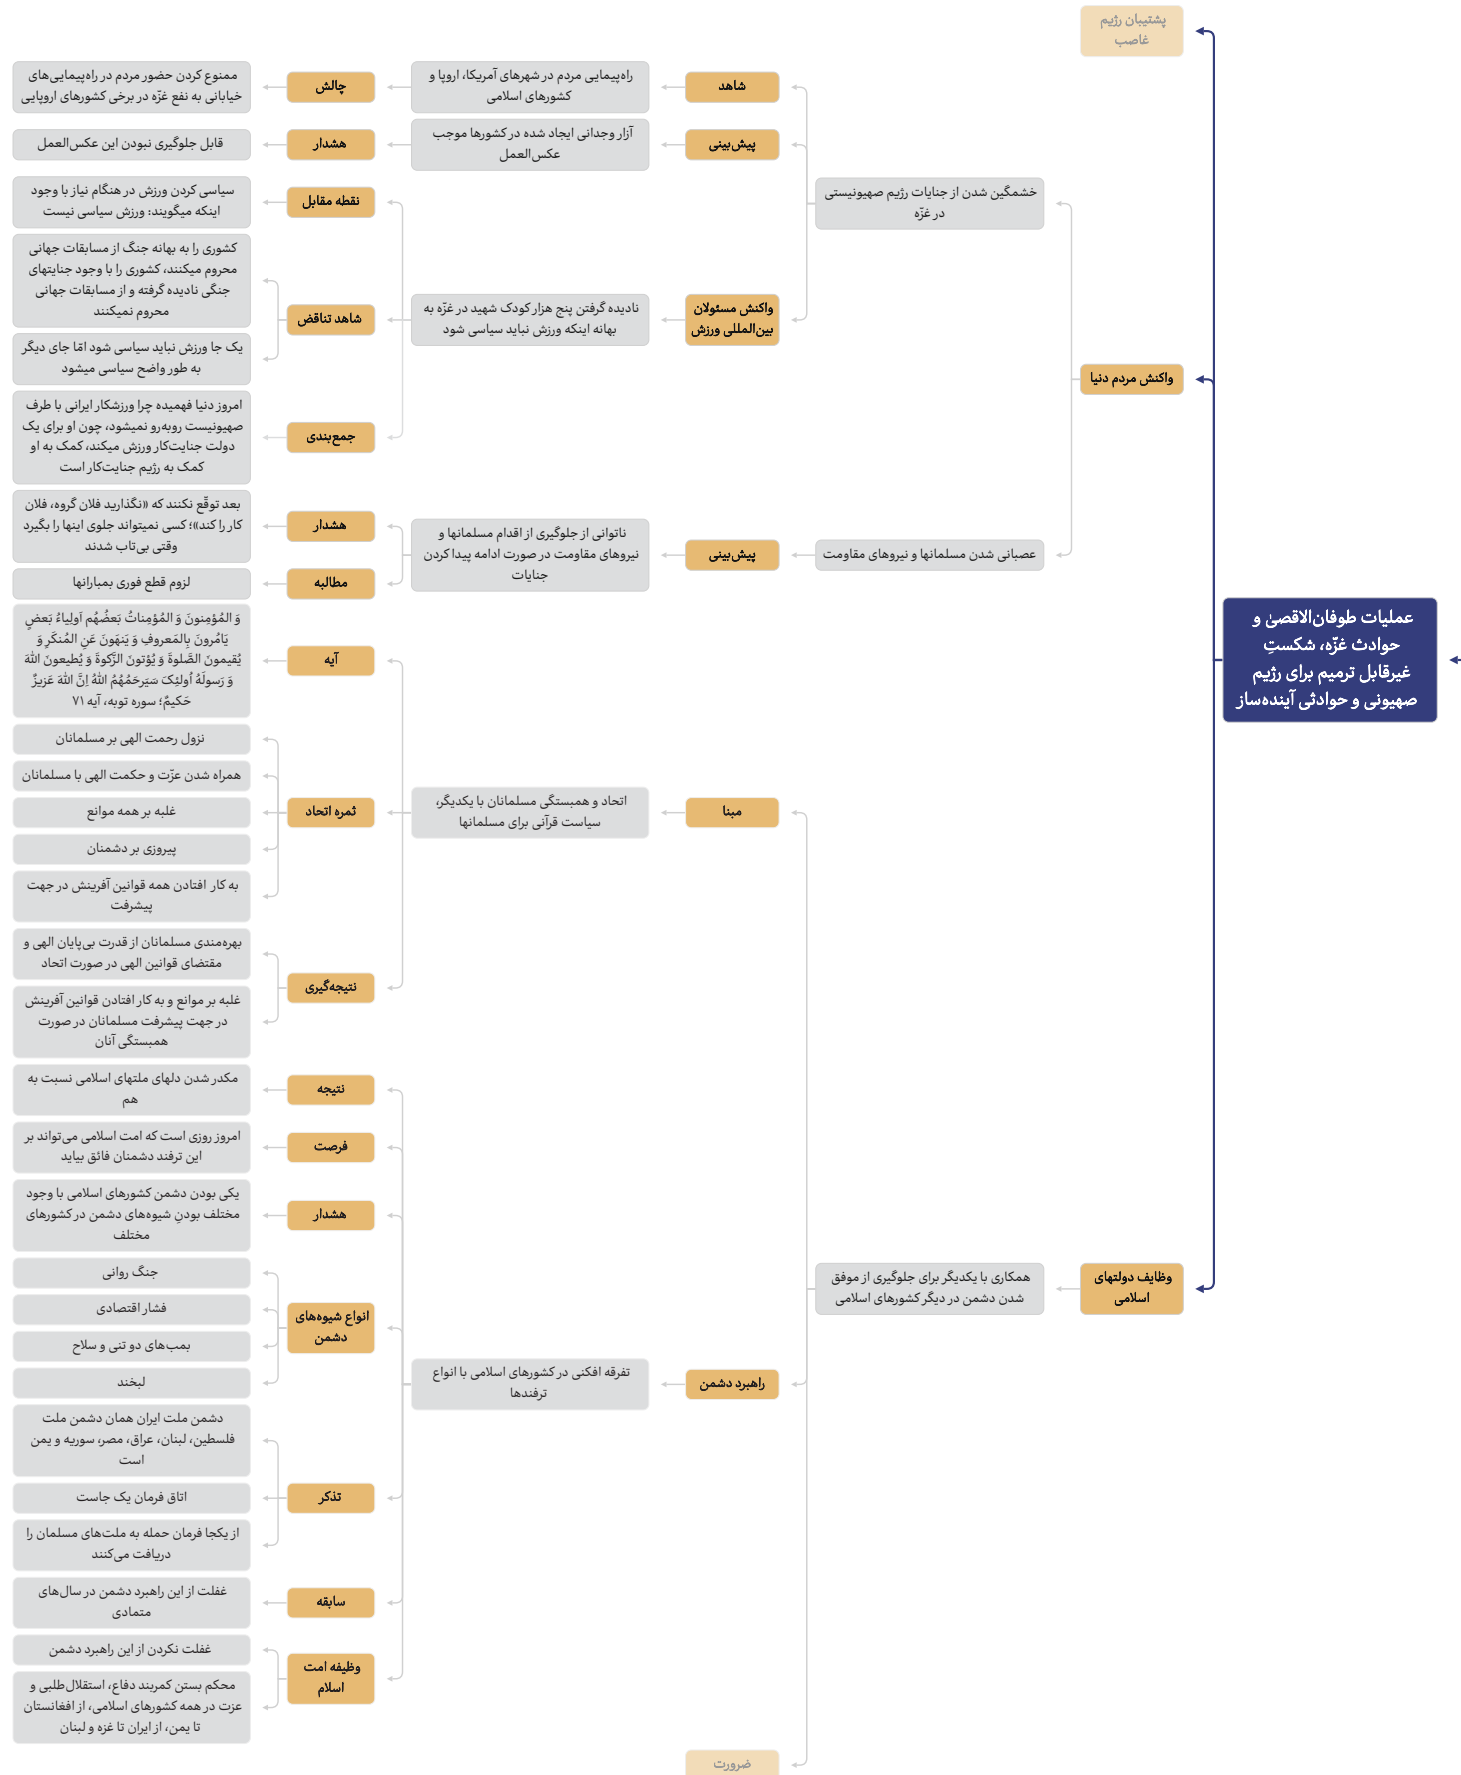 عملیات طوفان‌الاقصیٰ و
حوادث غزّه، شکستِ
غیرقابل ترمیم برای رژیم
صهیونی و حوادثی آینده‌ساز
پشتیبان رژیم
غاصب
واکنش مردم دنیا
خشمگین شدن از جنایات رژیم صهیونیستی
در غزّه
شاهد
راه‌پیمایی مردم در شهرهای آمریکا، اروپا و
کشورهای اسلامی
چالش
ممنوع کردن حضور مردم در راه‌پیمایی‌های
خیابانی به نفع غزّه در برخی کشورهای اروپایی
پیش‌بینی
آزار وجدانی ایجاد شده در کشورها موجب
عکس‌العمل
هشدار
قابل جلوگیری نبودن این عکس‌العمل
واکنش مسئولان
بین‌المللی ورزش
نادیده گرفتن پنج هزار کودک شهید در غزّه به
بهانه اینکه ورزش نباید سیاسی شود
نقطه مقابل
سیاسی کردن ورزش در هنگام نیاز با وجود
اینکه میگویند: ورزش سیاسی نیست
شاهد تناقض
کشوری را به بهانه جنگ از مسابقات جهانی
محروم میکنند، کشوری را با وجود جنایتهای
جنگی نادیده گرفته و از مسابقات جهانی
محروم نمیکنند
یک جا ورزش نباید سیاسی شود امّا جای دیگر
به طور واضح سیاسی میشود
جمع‌بندی
امروز دنیا فهمیده چرا ورزشکار ایرانی با طرف
صهیونیست روبه‌رو نمیشود، چون او برای یک
دولت جنایت‌کار ورزش میکند، کمک به او
کمک به رژیم جنایت‌کار است
عصبانی شدن مسلمانها و نیروهای مقاومت
پیش‌بینی
ناتوانی از جلوگیری از اقدام مسلمانها و
نیروهای مقاومت در صورت ادامه پیدا کردن
جنایات
هشدار
بعد توقّع نکنند که «نگذارید فلان گروه، فلان
کار را کند»؛ کسی نمیتواند جلوی اینها را بگیرد
وقتی بی‌تاب شدند
مطالبه
لزوم قطع فوری بمبارانها
وظایف دولتهای
اسلامی
همکاری با یکدیگر برای جلوگیری از موفق
شدن دشمن در دیگر کشورهای اسلامی
مبنا
اتحاد و همبستگی مسلمانان با یکدیگر،
سیاست قرآنی برای مسلمانها
آیه
وَ المُؤمِنونَ وَ المُؤمِناتُ بَعضُهُم اَولِیاءُ بَعضٍ
یَأمُرونَ بِالمَعروفِ وَ یَنهَونَ عَنِ المُنکَرِ وَ
یُقیمونَ الصَّلوةَ وَ یُؤتونَ الزَّکوةَ وَ یُطیعونَ اللهَ
وَ رَسولَهُ اُولئِکَ سَیَرحَمُهُمُ اللهُ اِنَّ اللهَ عَزیزٌ
حَکیمٌ؛ سوره توبه، آیه ۷۱
ثمره اتحاد
نزول رحمت الهی بر مسلمانان
همراه شدن عزّت و حکمت الهی با مسلمانان
غلبه بر همه موانع
پیروزی بر دشمنان
به کار افتادن همه قوانین آفرینش در جهت
پیشرفت
نتیجه‌گیری
بهره‌مندی مسلمانان از قدرت بی‌پایان الهی و
مقتضای قوانین الهی در صورت اتحاد
غلبه بر موانع و به کار افتادن قوانین آفرینش
در جهت پیشرفت مسلمانان در صورت
همبستگی آنان
راهبرد دشمن
تفرقه افکنی در کشورهای اسلامی با انواع
ترفندها
نتیجه
مکدر شدن دلهای ملتهای اسلامی نسبت به
هم
فرصت
امروز روزی است که امت اسلامی می‌تواند بر
این ترفند دشمنان فائق بیاید
هشدار
یکی بودن دشمن کشورهای اسلامی با وجود
مختلف بودنِ شیوه‌های دشمن در کشورهای
مختلف
انواع شیوه‌های
دشمن
جنگ روانی
فشار اقتصادی
بمب‌های دو تنی و سلاح
لبخند
تذکر
دشمن ملت ایران همان دشمن ملت
فلسطین، لبنان، عراق، مصر، سوریه و یمن
است
اتاق فرمان یک جاست
از یکجا فرمان حمله به ملت‌های مسلمان را
دریافت می‌کنند
سابقه
غفلت از این راهبرد دشمن در سال‌های
متمادی
وظیفه امت
اسلام
غفلت نکردن از این راهبرد دشمن
محکم بستن کمربند دفاع، استقلال‌طلبی و
عزت در همه کشورهای اسلامی، از افغانستان
تا یمن، از ایران تا غزه و لبنان
ضرورت